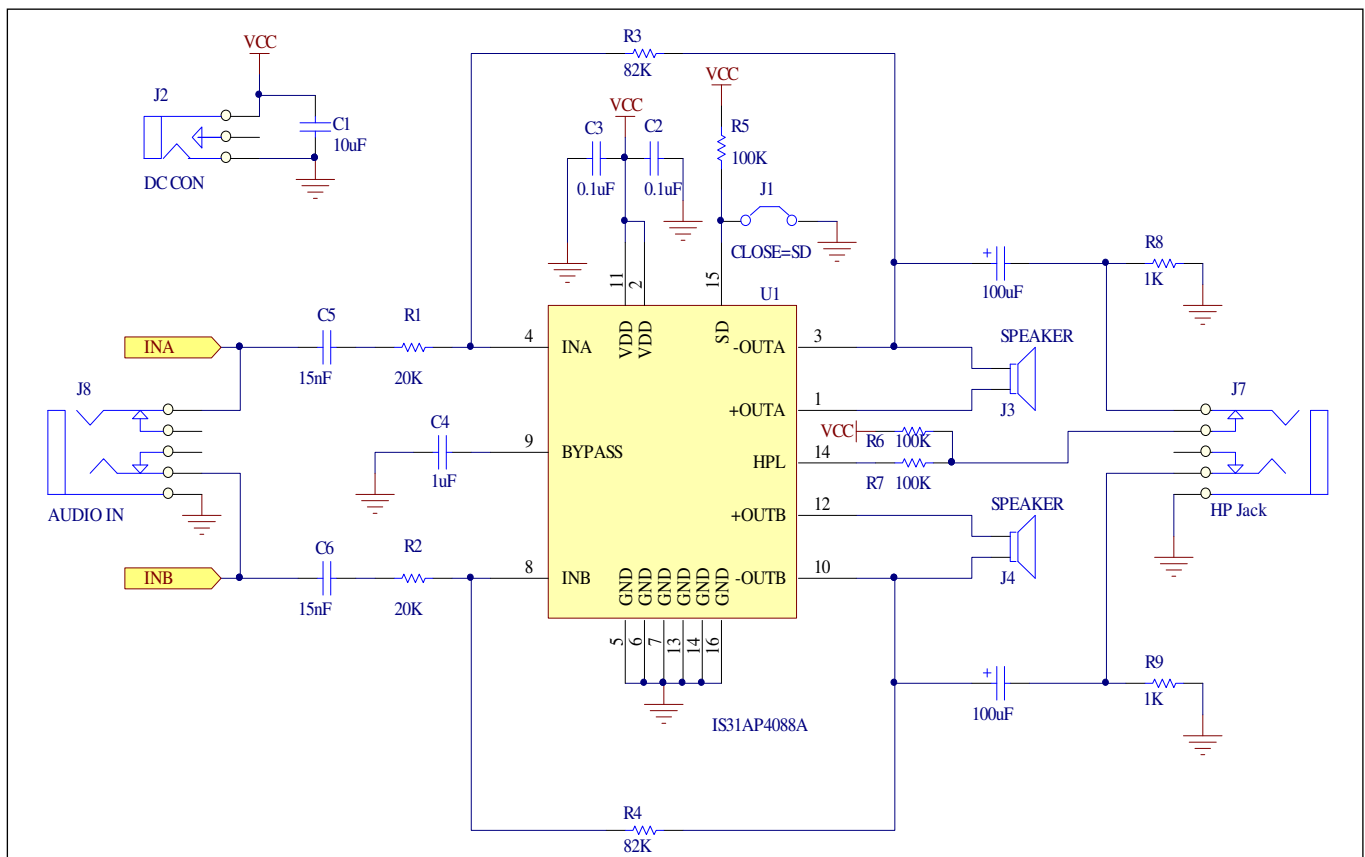 VCC
J2
C1
10uF
DC CON
R3
82K
VCC
VCC
C3
C2
0.1uF
0.1uF
R5
100K
J1
CLOSE=SD
11
2
15
U1
VDD
VDD
SD
INA
C5
15nF
R1
20K
4
INA
-OUTA
3
SPEAKER
J3
+OUTA
1
100uF
+
R8
1K
J8
AUDIO IN
C4
1uF
9
BYPASS
VCC
R6
100K
HPL
14
R7
100K
J7
HP Jack
+OUTB
12
SPEAKER
J4
INB
C6
15nF
R2
20K
8
INB
-OUTB
10
GND
GND
GND
GND
GND
GND
5
6
7
13
14
16
IS31AP4088A
+
100uF
R9
1K
R4
82K